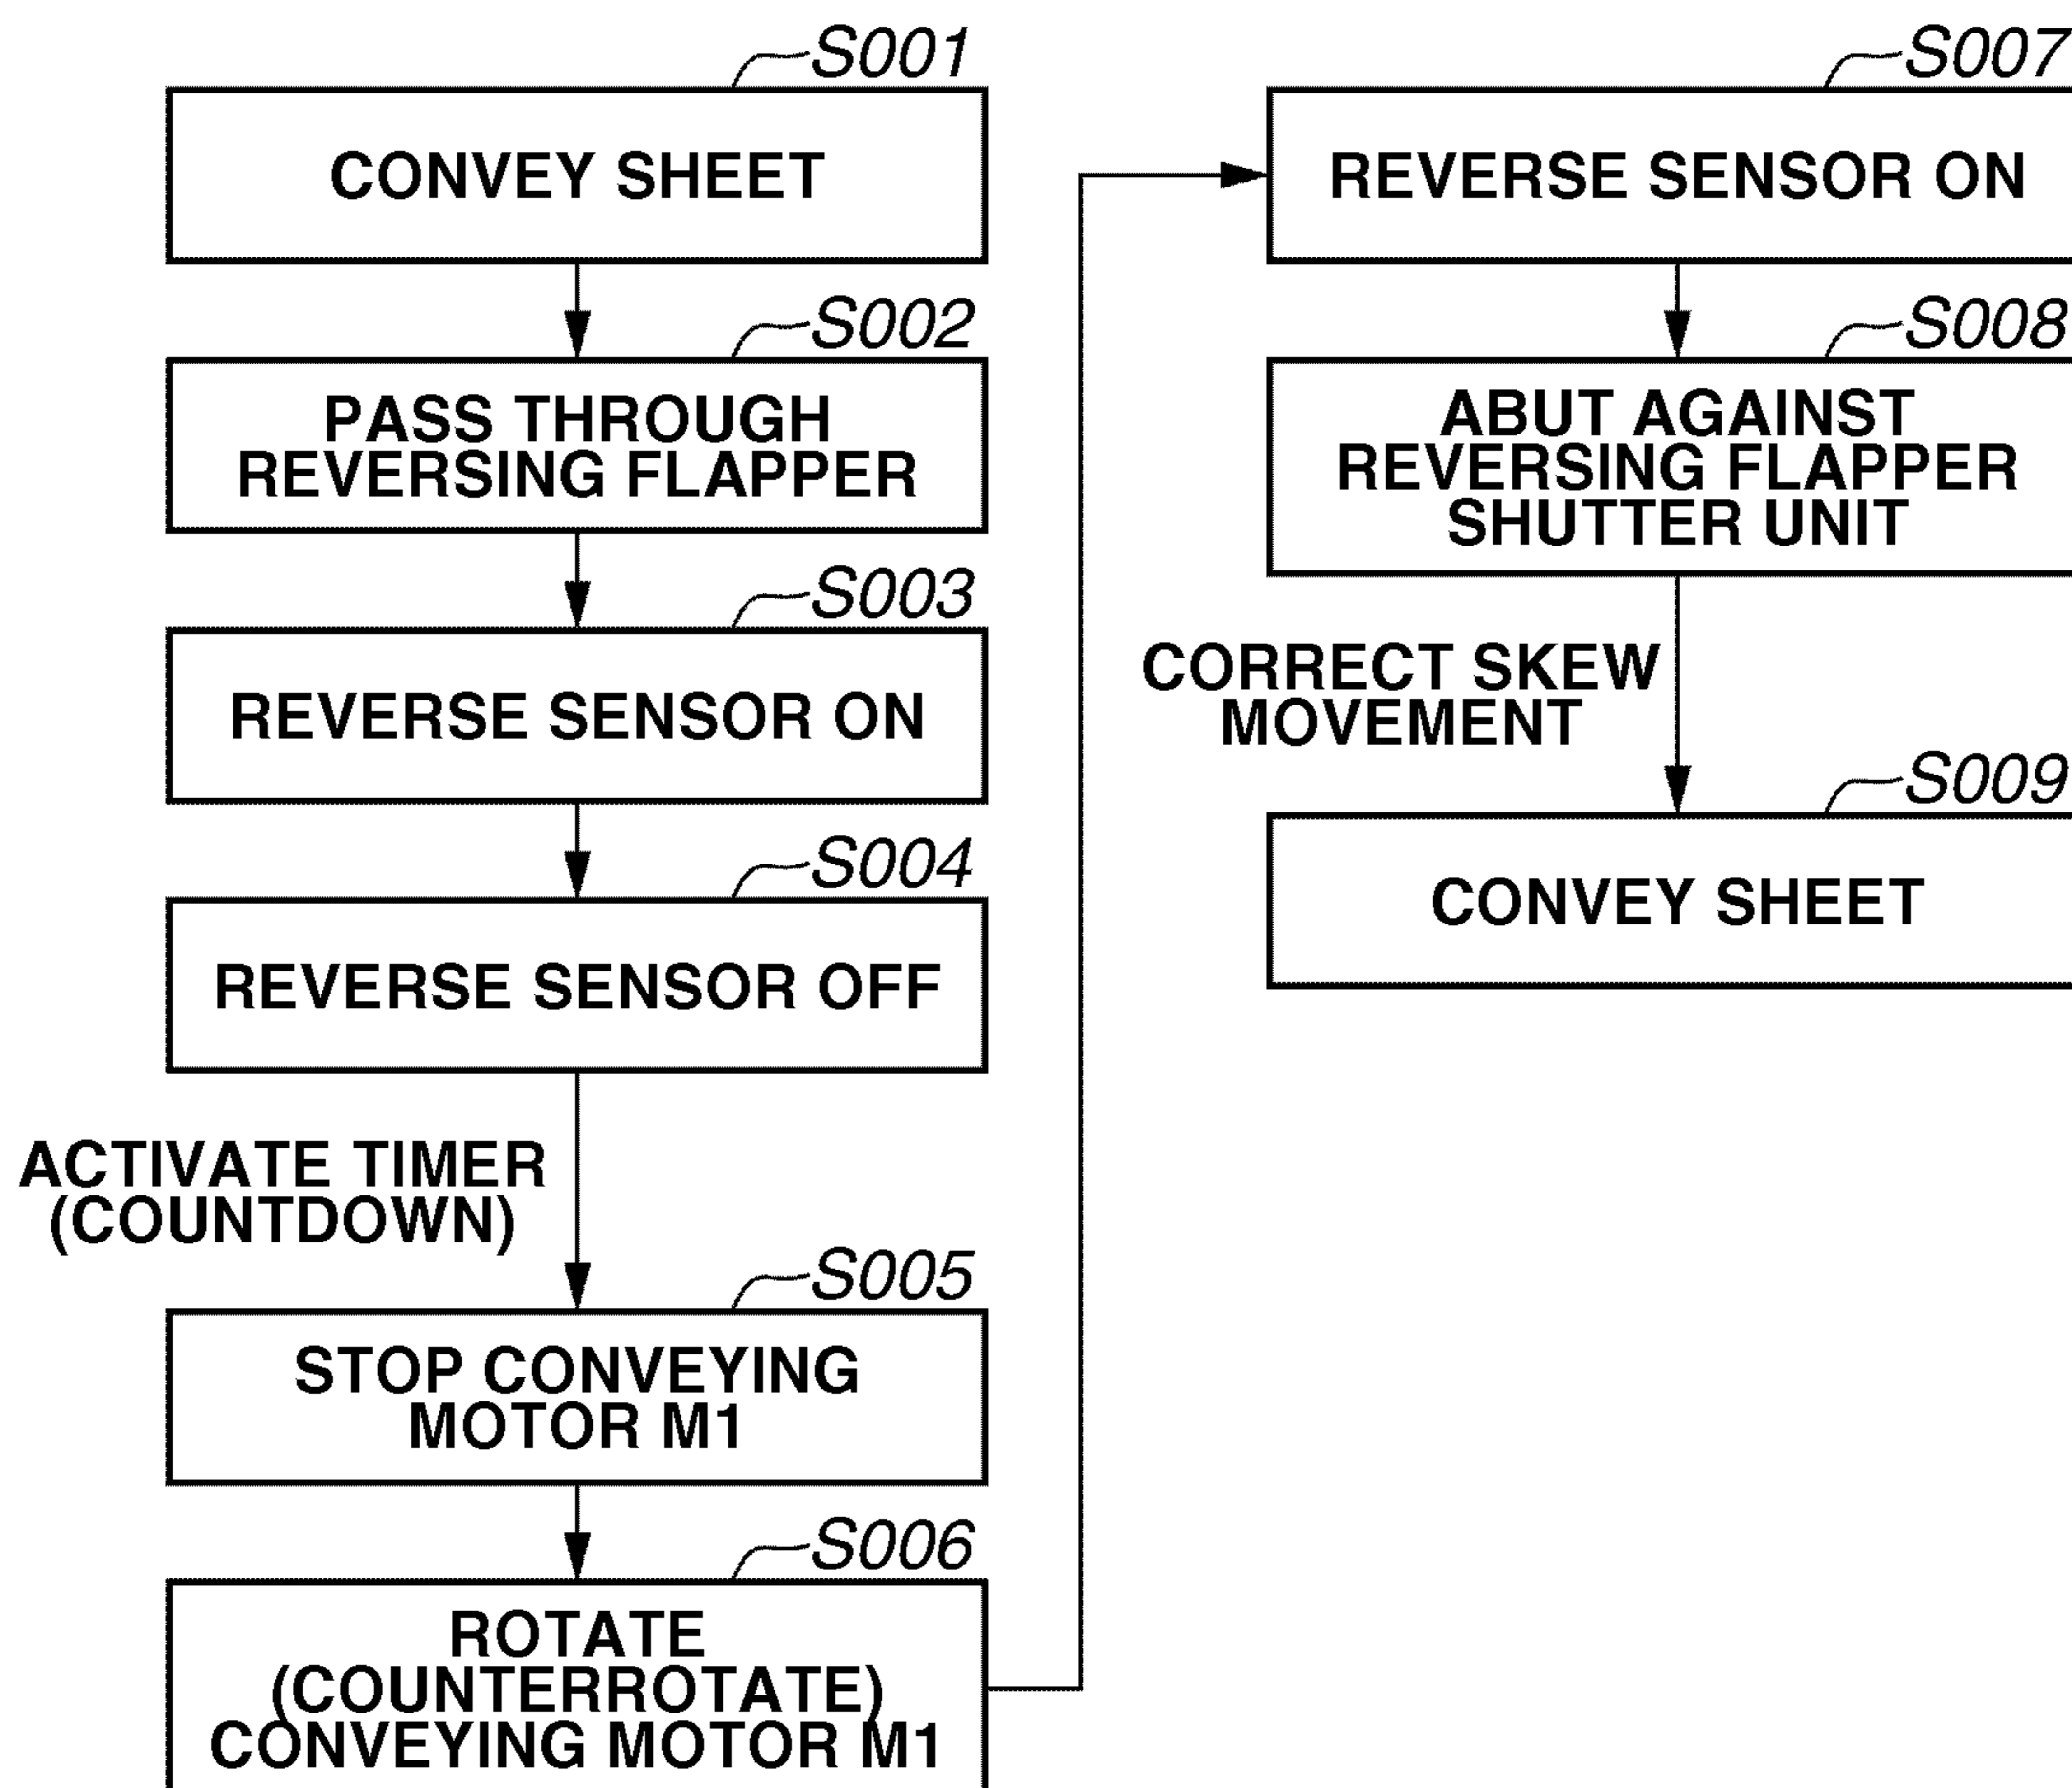 S001
CONVEY SHEET
S002
PASS THROUGH
REVERSING FLAPPER
S003
REVERSE SENSOR ON
S004
REVERSE SENSOR OFF
ACTIVATE TIMER
(COUNTDOWN)
S005
STOP CONVEYING
MOTOR M1
S006
ROTATE
(COUNTERROTATE)
CONVEYING MOTOR M1
S007
REVERSE SENSOR ON
S008
ABUT AGAINST
REVERSING FLAPPER
SHUTTER UNIT
CORRECT SKEW
MOVEMENT
S009
CONVEY SHEET